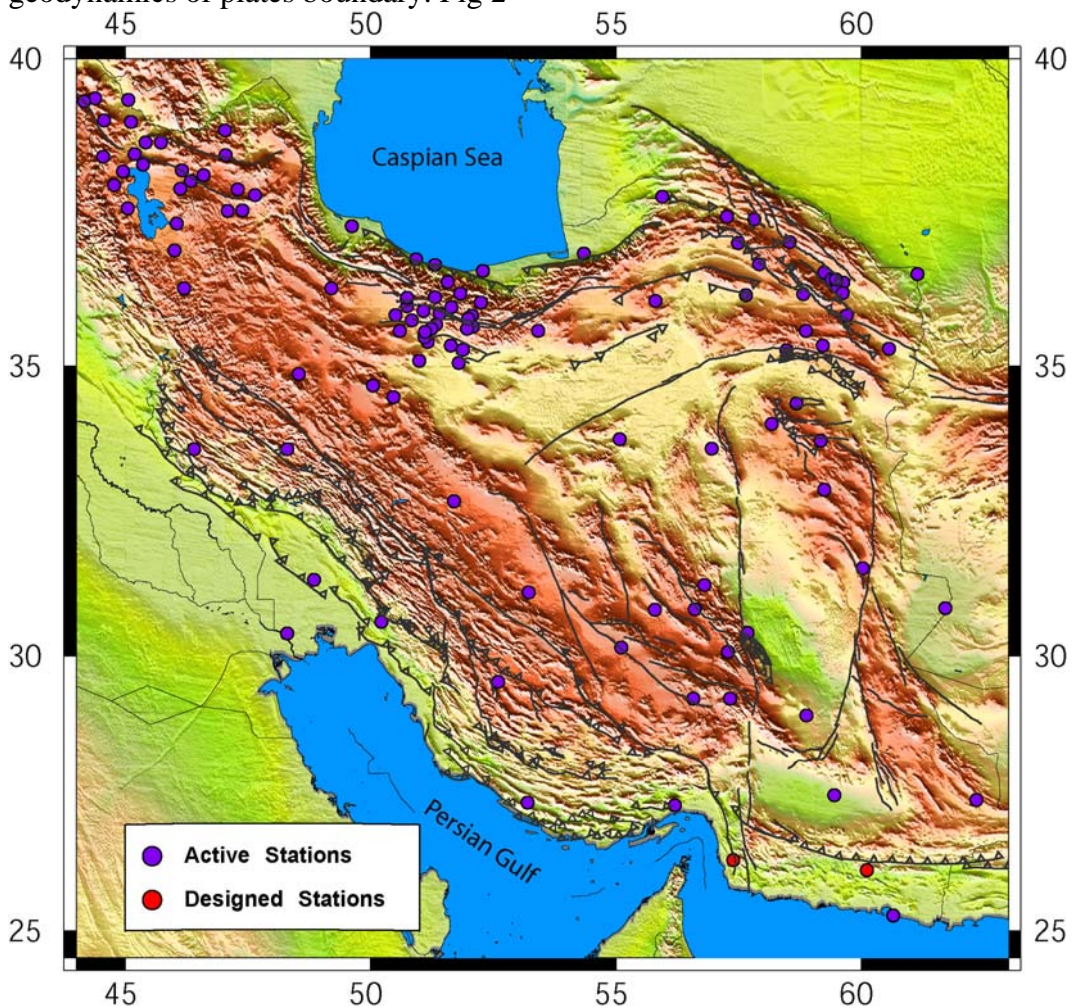 geodynamics of plates boundary. Fig 2
45 50 55 60
40 40
Caspian Sea
35 35
30 30
Persian Gulf
Active Stations
Designed Stations
25 25
45 50 55 60